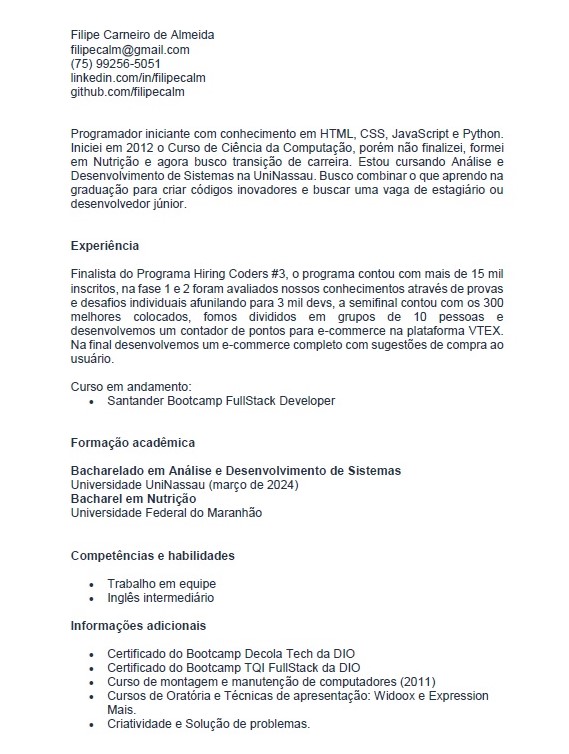 Filipe Carneiro de Almeida
filipecalm@gmail.com
(75) 99256-5051
linkedin.com/in/filipecalm
github.com/filipecalm
Programador iniciante com conhecimento em HTML, CSS, JavaScript e Python.
Iniciei em 2012 o Curso de Ciência da Computação, porém não finalizei, formei
em Nutrição e agora busco transição de carreira. Estou cursando Análise e
Desenvolvimento de Sistemas na UniNassau. Busco combinar o que aprendo na
graduação para criar códigos inovadores e buscar uma vaga de estagiário ou
desenvolvedor júnior.
Experiência
Finalista do Programa Hiring Coders #3, o programa contou com mais de 15 mil
inscritos, na fase 1 e 2 foram avaliados nossos conhecimentos através de provas
e desafios individuais afunilando para 3 mil devs, a semifinal contou com os 300
melhores colocados, fomos divididos em grupos de 10 pessoas e
desenvolvemos um contador de pontos para e-commerce na plataforma VTEX.
Na final desenvolvemos um e-commerce completo com sugestões de compra ao
usuário.
Curso em andamento:
• Santander Bootcamp FullStack Developer
Formação acadêmica
Bacharelado em Análise e Desenvolvimento de Sistemas
Universidade UniNassau (março de 2024)
Bacharel em Nutrição
Universidade Federal do Maranhão
Competências e habilidades
• Trabalho em equipe
• Inglês intermediário
Informações adicionais
• Certificado do Bootcamp Decola Tech da DIO
• Certificado do Bootcamp TQI FullStack da DIO
• Curso de montagem e manutenção de computadores (2011)
• Cursos de Oratória e Técnicas de apresentação: Widoox e Expression
Mais.
• Criatividade e Solução de problemas.